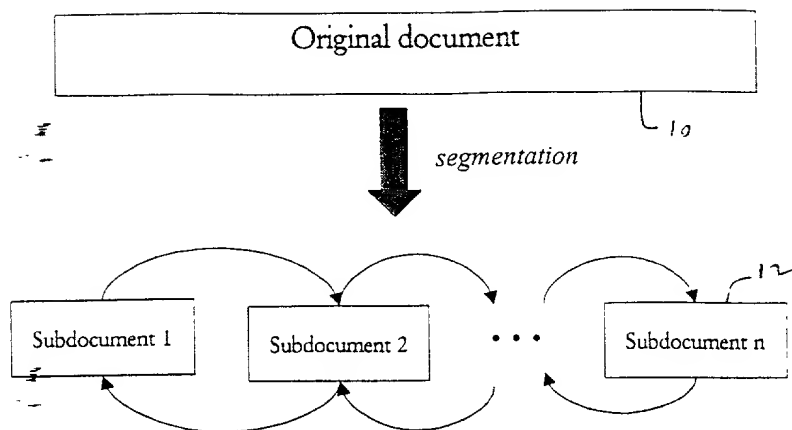 Original document
10
segmentation
12
Subdocument 1
Subdocument 2
• • •
Subdocument n